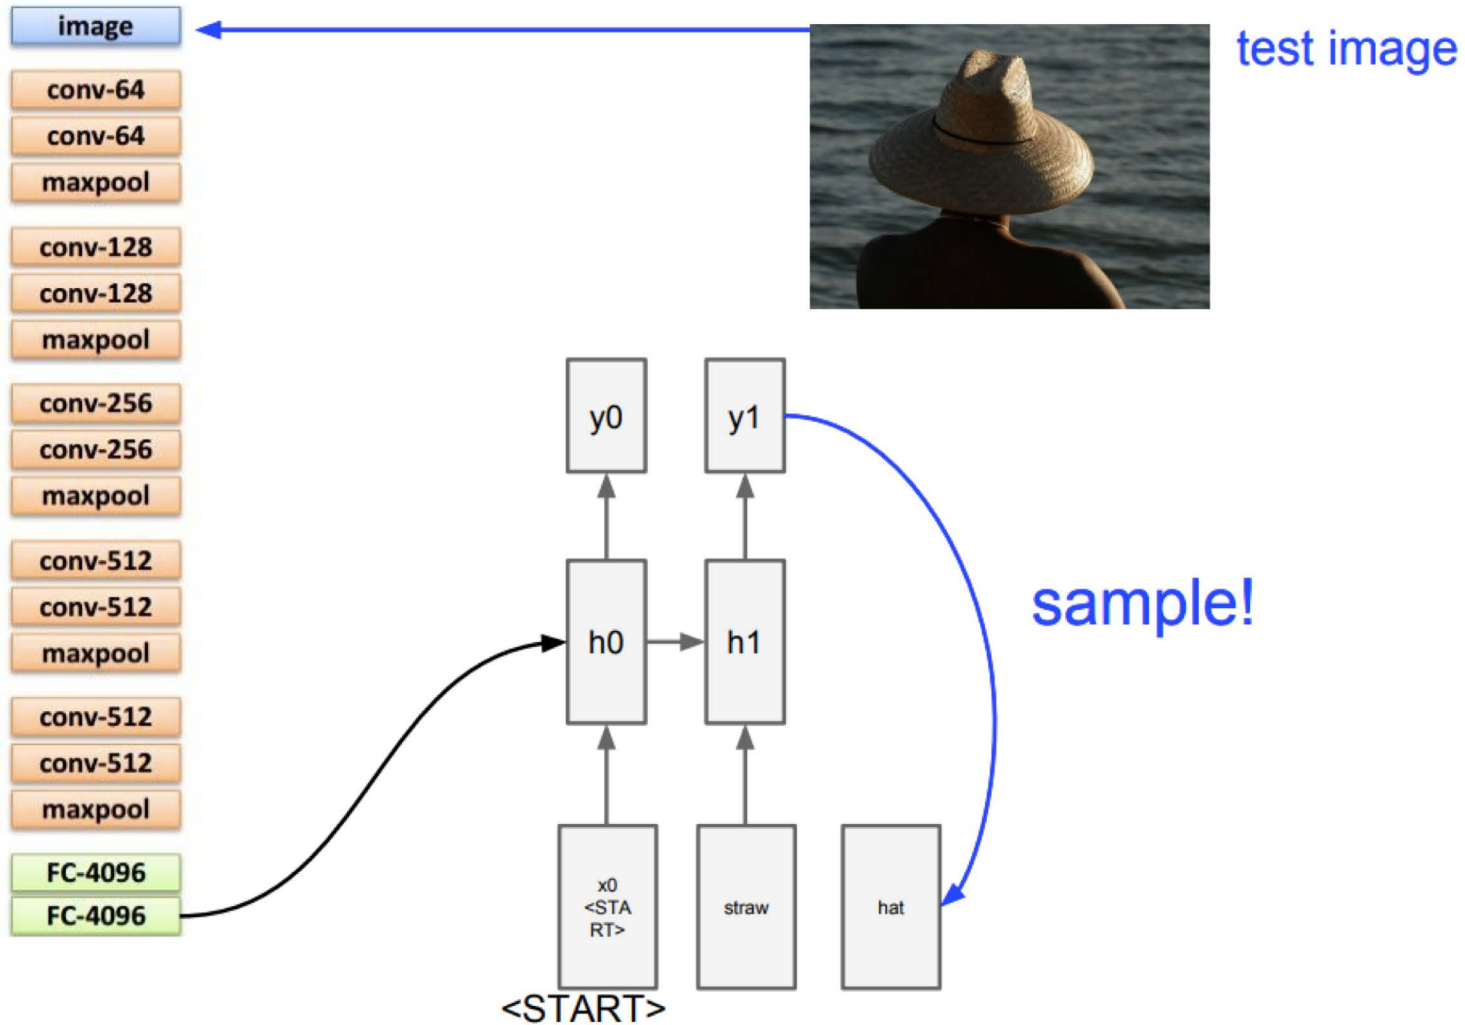 image
test image
conv-64
conv-64
maxpool
conv-128
conv-128
maxpool
conv-256
conv-256
maxpool
conv-512
conv-512
maxpool
conv-512
conv-512
maxpool
FC-4096
FC-4096
y0
y1
h0
h1
sample!
x0
<STA
RT>
straw
hat
<START>